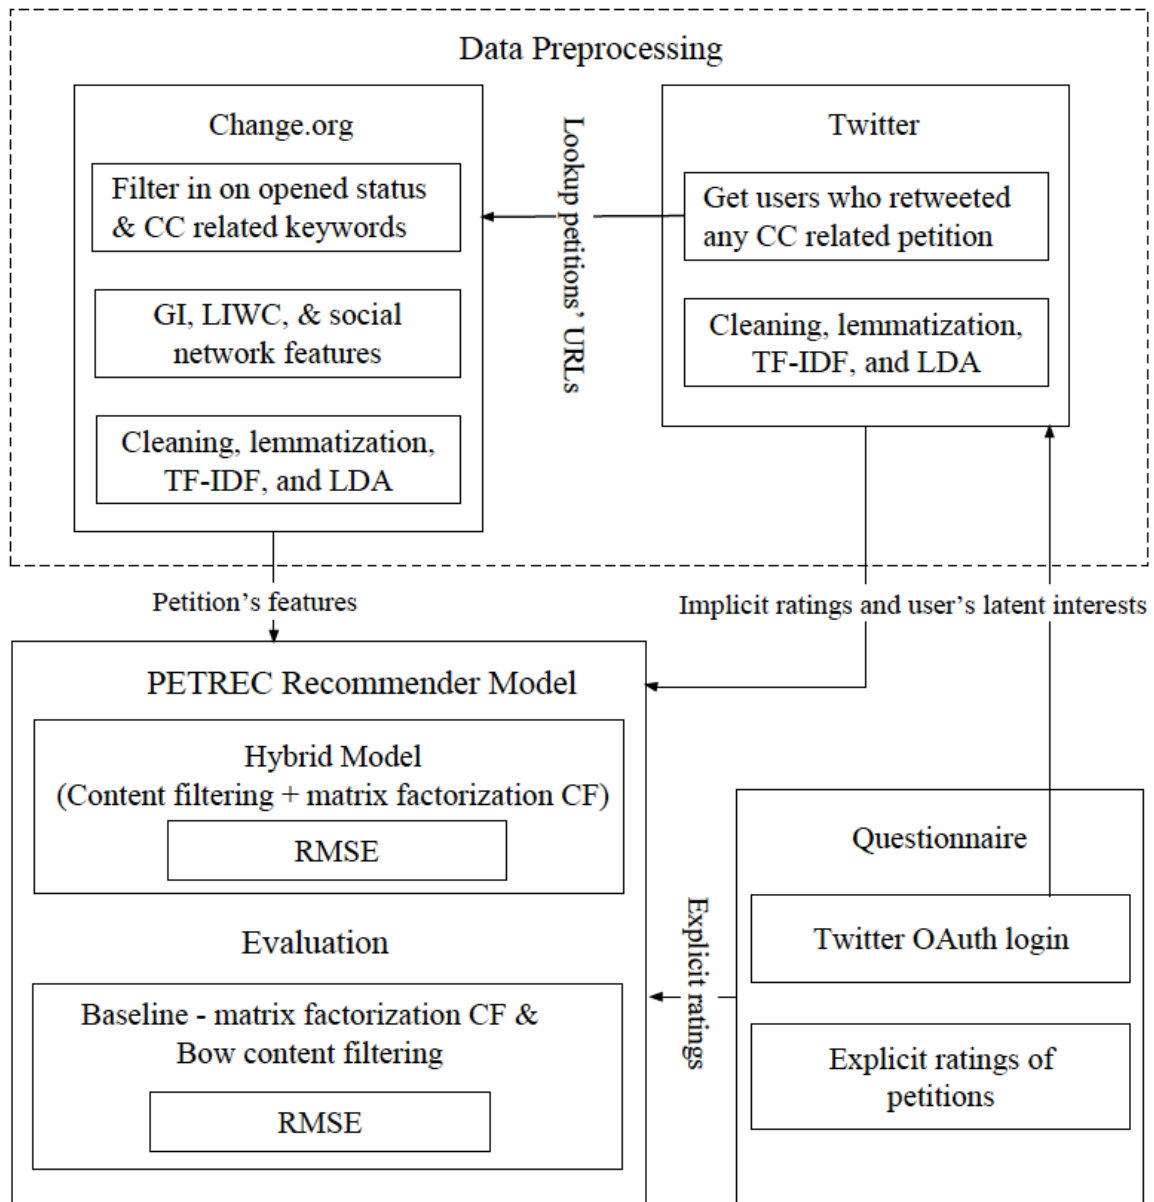 Data Preprocessing
Change.org
Filter in on opened status
& CC related keywords
GI, LIWC, & social
network features
Cleaning, lemmatization,
TF-IDF, and LDA
Lookup petitions' URLs
Twitter
Get users who retweeted
any CC related petition
Cleaning, lemmatization,
TF-IDF, and LDA
Petition's features
Implicit ratings and user's latent interests
PETREC Recommender Model
Hybrid Model
(Content filtering + matrix factorization CF)
RMSE
Evaluation
Baseline - matrix factorization CF &
Bow content filtering
RMSE
Explicit ratings
Questionnaire
Twitter OAuth login
Explicit ratings of
petitions